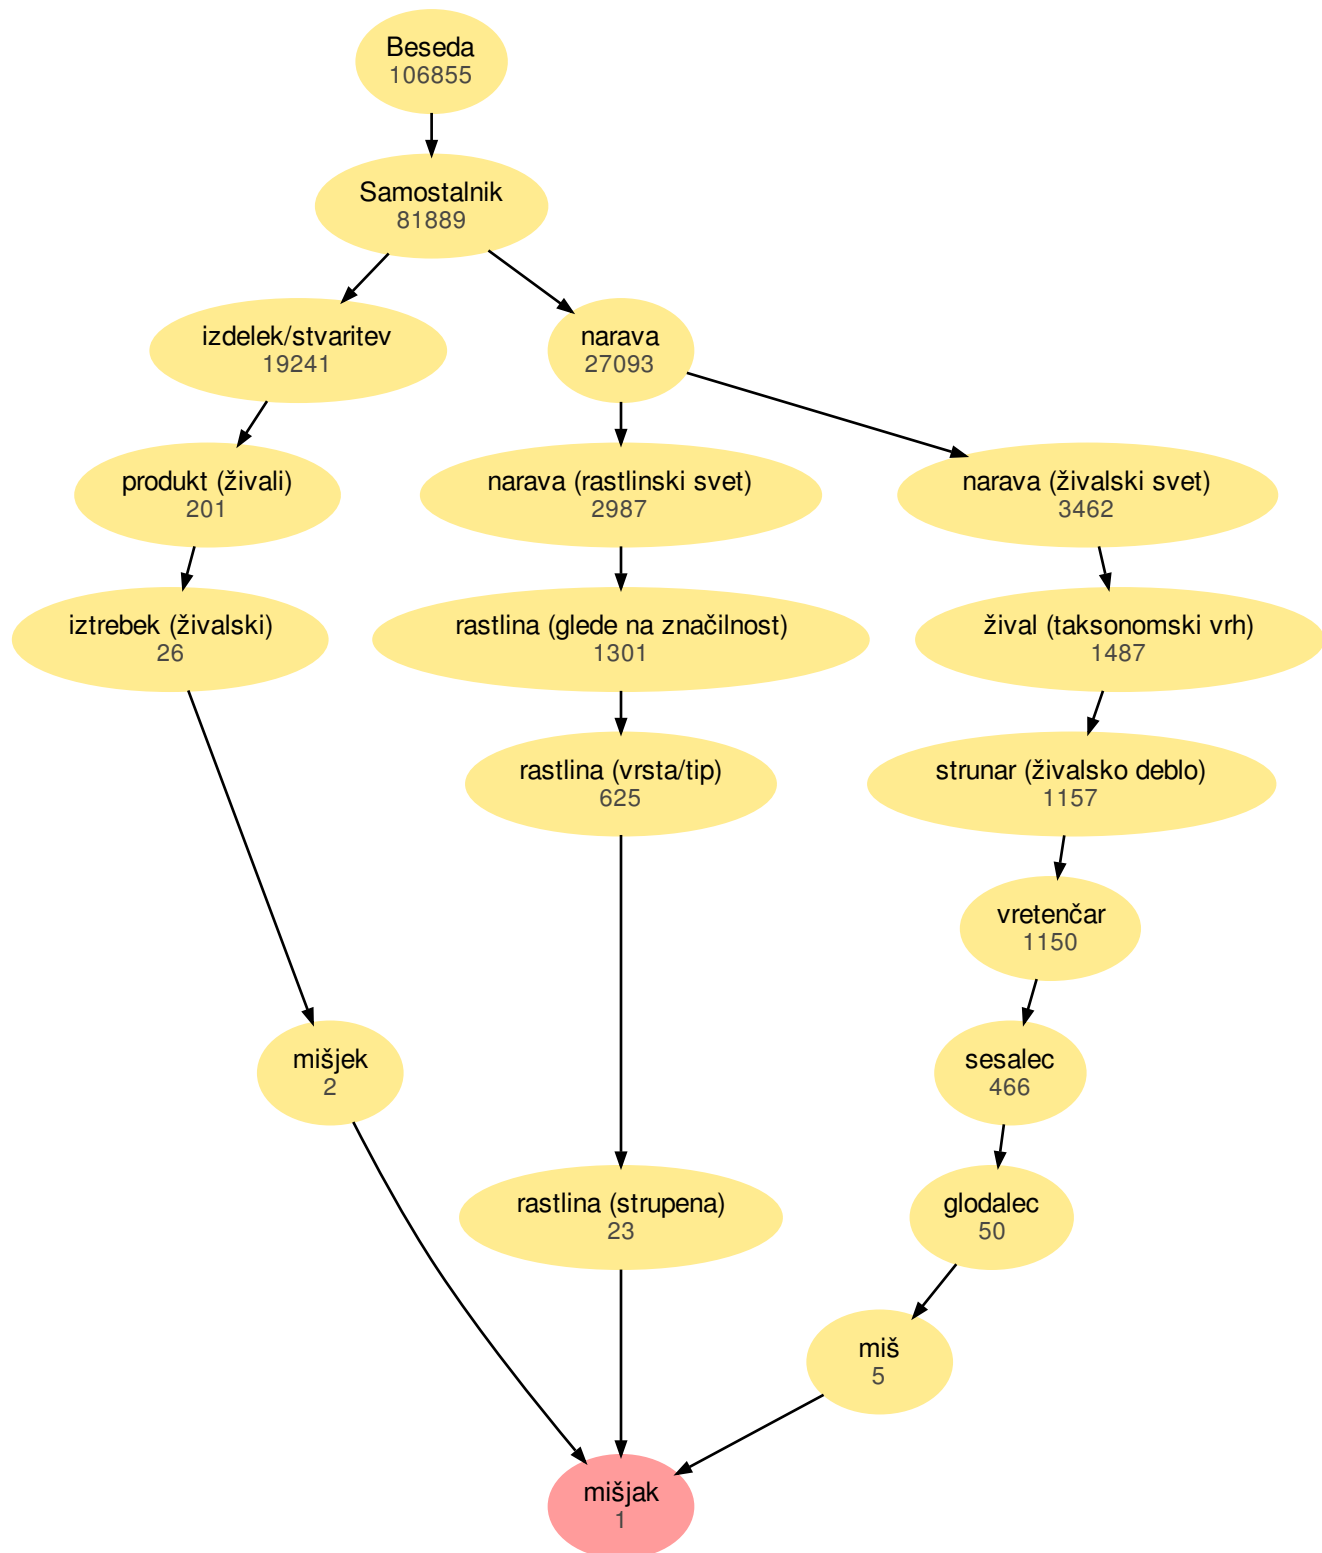 Beseda
106855
Samostalnik
81889
izdelek/stvaritev
19241
narava
27093
produkt (živali)
201
narava (rastlinski svet)
2987
narava (živalski svet)
3462
iztrebek (živalski)
26
rastlina (glede na značilnost)
1301
žival (taksonomski vrh)
1487
rastlina (vrsta/tip)
625
strunar (živalsko deblo)
1157
vretenčar
1150
mišjek
2
sesalec
466
rastlina (strupena)
23
glodalec
50
miš
5
mišjak
1